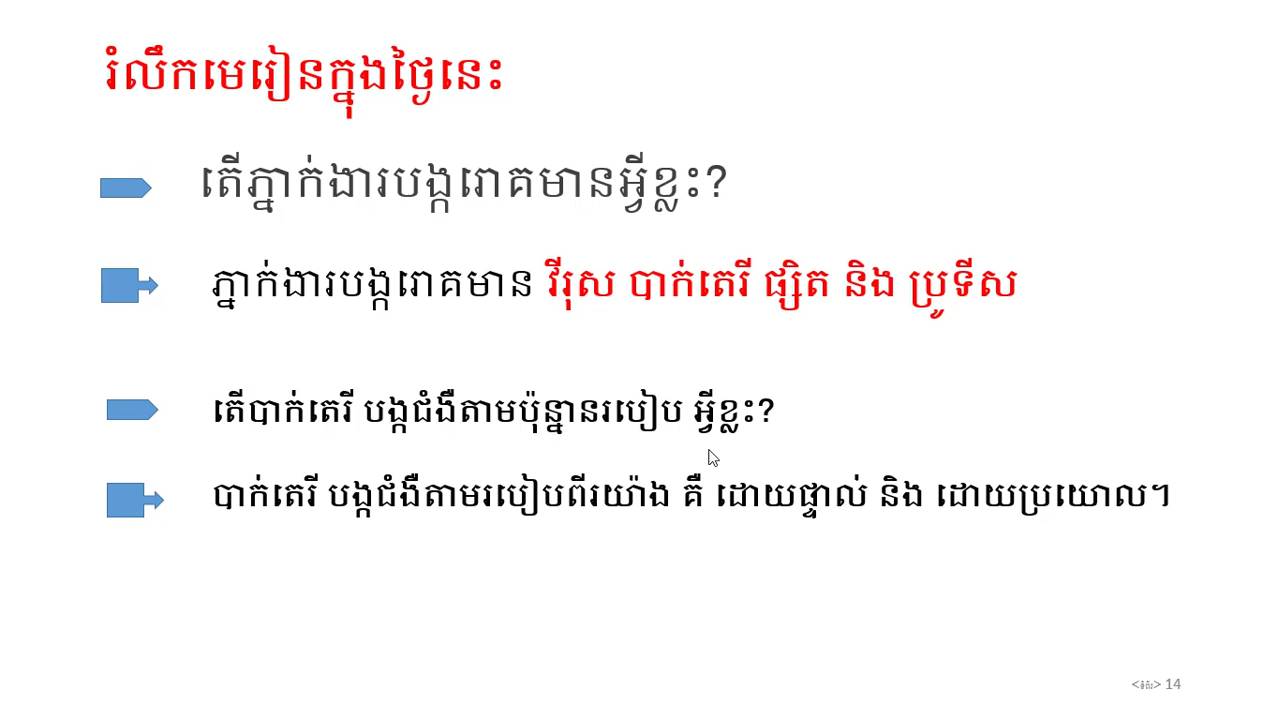 រំលឹកមេរៀនក្នុងថ្ងៃនេះ
តើភ្នាក់ងារបង្ករោគមានអ្វីខ្លះ?
ភ្នាក់ងារបង្ករោគមាន វីរុស បាក់តេរី ផ្សិត និង ប្រូទីស
តើបាក់តេរី បង្កជំងឺតាមប៉ុន្នានរបៀប អ្វីខ្លះ?
បាក់តេរី បង្កជំងឺតាមរបៀបពីរយ៉ាង គឺ ដោយផ្ទាល់ និង ដោយប្រយោល។
14